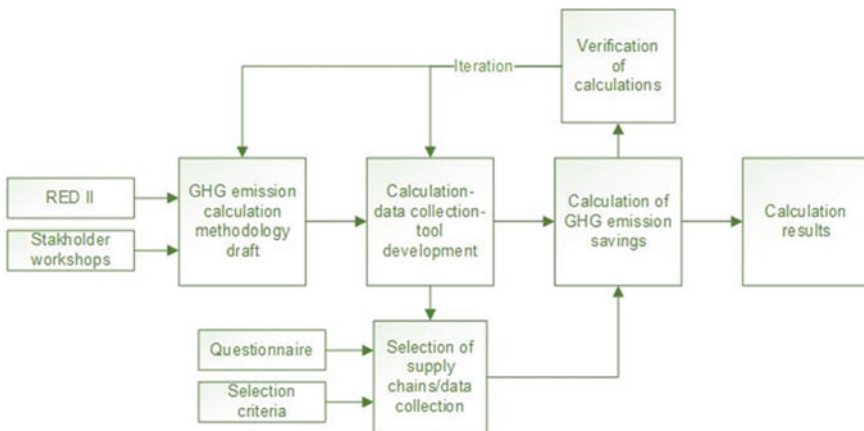 Verification
of
calculations
Iteration
RED II
Stakholder
workshops
GHG emission
calculation
methodology
draft
Calculation-
data collection-
tool
development
Calculation of
GHG emission
savings
Calculation
results
Questionnaire
Selection
criteria
Selection of
supply
chains/data
collection